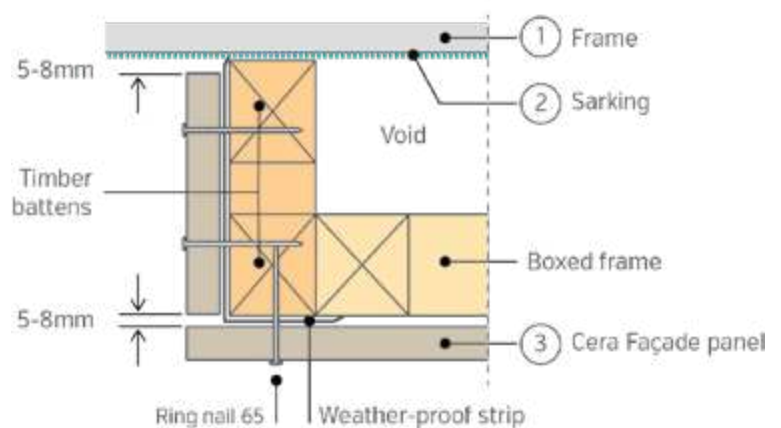 1 Frame
5-8mm
2 Sarking
Void
Timber
battens
Boxed frame
5-8mm
3 Cera Façade panel
Ring nail 65
Weather-proof strip